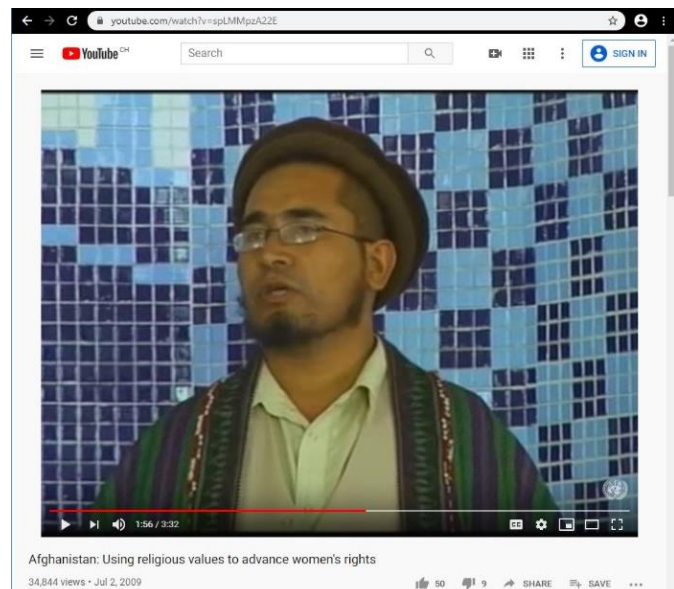 youtube.com/watch?v=spLMMpzA22E
YouTube CH
Search
SIGN IN
1:56 / 3:32
CC
Afghanistan: Using religious values to advance women's rights
34,844 views • Jul 2, 2009
50 9 SHARE SAVE